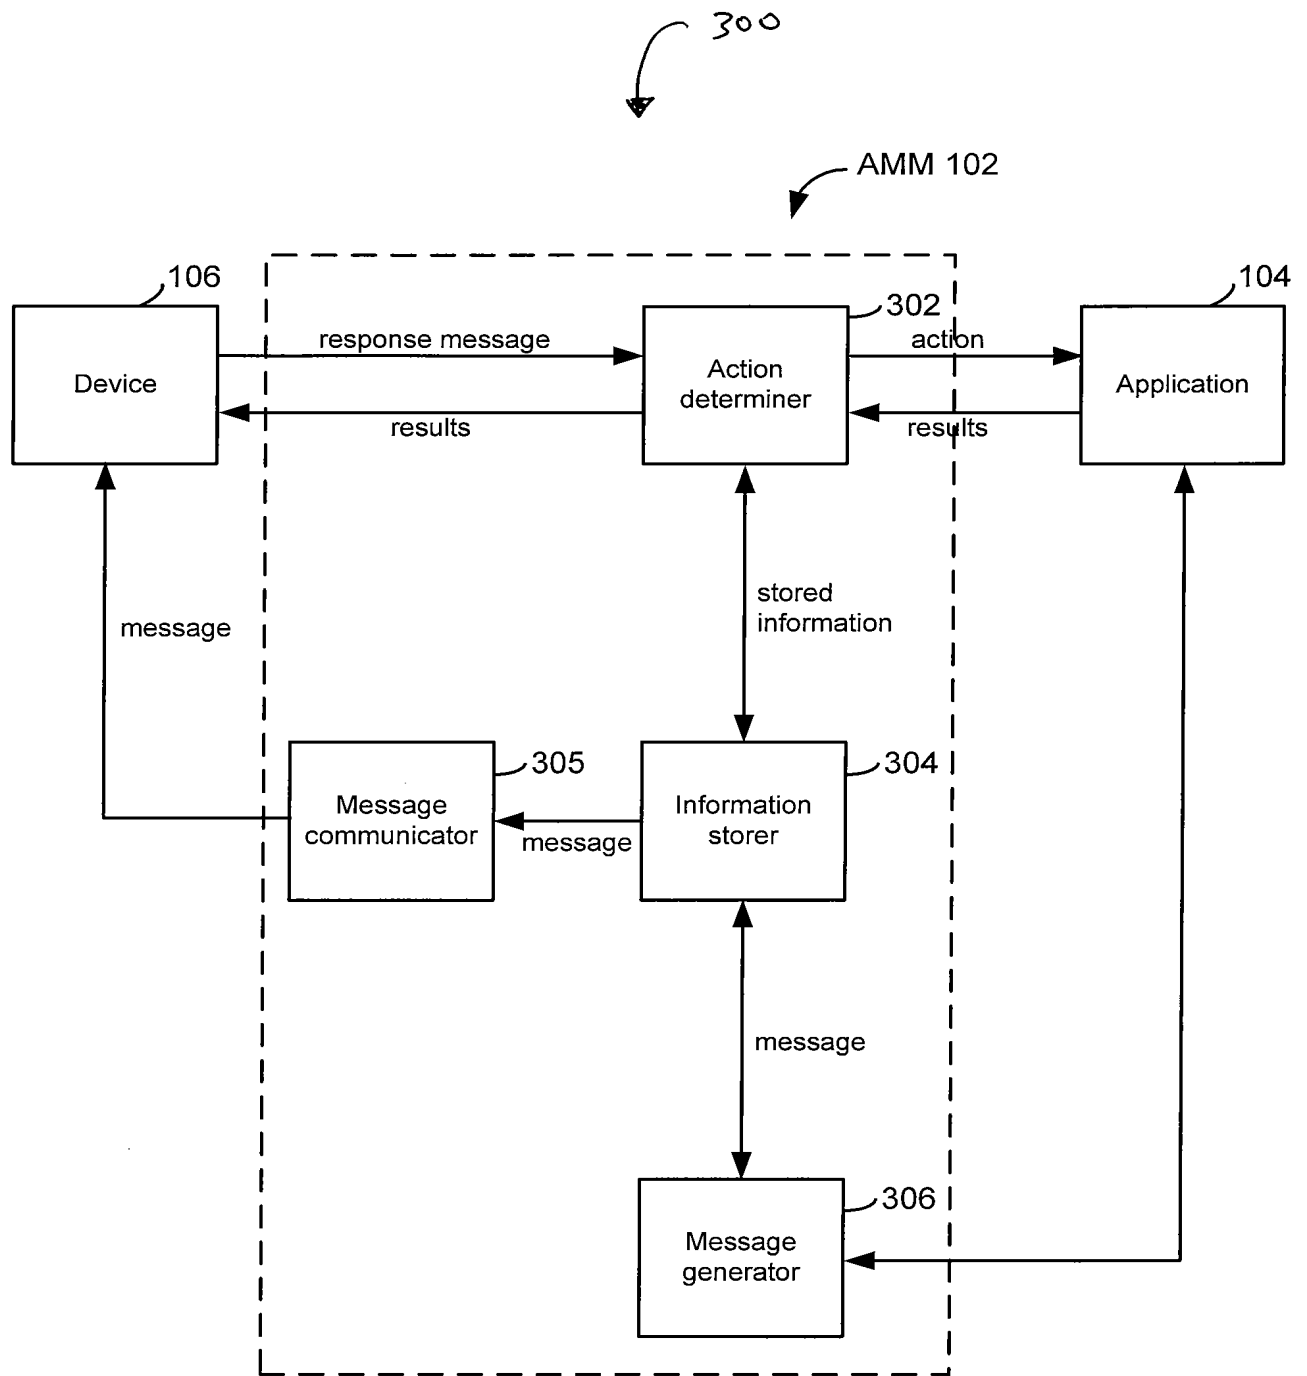 300
AMM 102
106
302
104
response message
action
Device
Action
determiner
Application
results
results
stored
information
message
305
304
Message
communicator
Information
storer
message
message
306
Message
generator